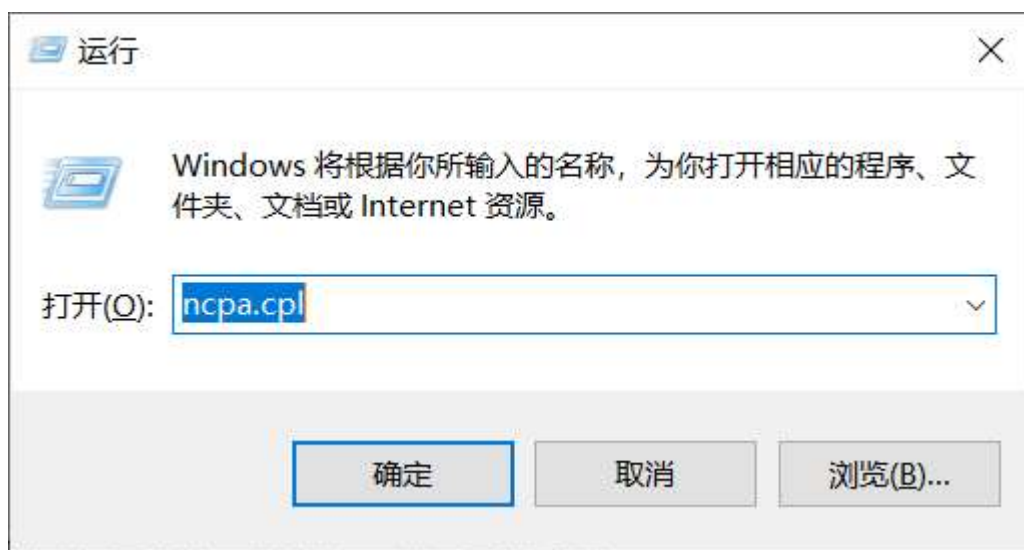 运行
Windows 将根据你所输入的名称，为你打开相应的程序、文
件夹、文档或 Internet 资源。
打开(O): ncpa.cpl
确定 取消 浏览(B)...